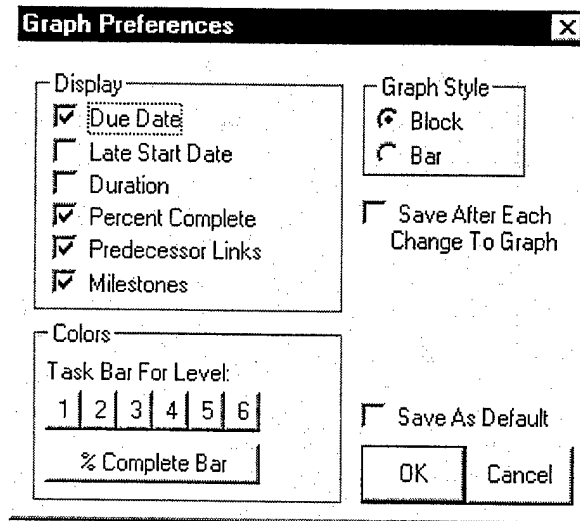 Graph Preferences
Display
Due Date
Late Start Date
Duration
Percent Complete
Predecessor Links
Milestones
Graph Style
Block
Bar
Save After Each
Change To Graph
Colors
Task Bar For Level:
1 2 3 4 5 6
% Complete Bar
Save As Default
OK Cancel